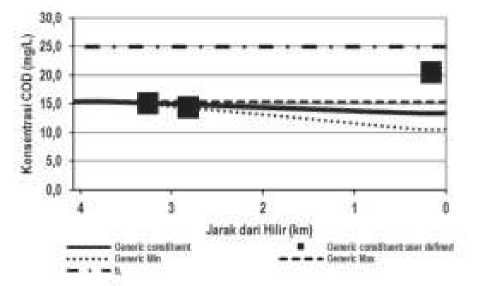 30,0
25,0
20,0
15,0
10,0
5,0
0,0
Konsentrasi COD (mg/L)
4 3 2 1 0
Jarak dari Hilir (km)
Generic constituent
Generic constituent user defined
Generic Min
Generic Max